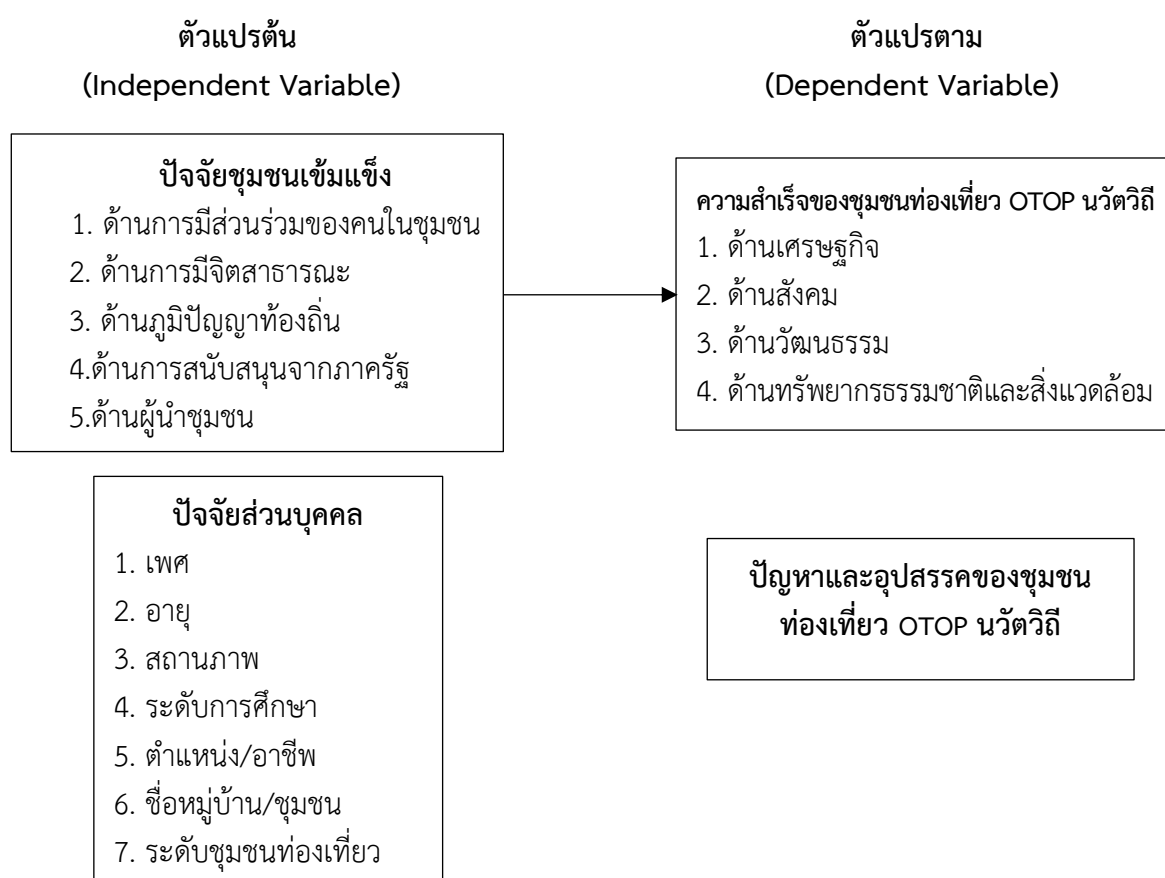 ตัวแปรต้น
(Independent Variable)
ตัวแปรตาม
(Dependent Variable)
ปัจจัยชุมชนเข้มแข็ง
1. ด้านการมีส่วนร่วมของคนในชุมชน
2. ด้านการมีจิตสาธารณะ
3. ด้านภูมิปัญญาท้องถิ่น
4.ด้านการสนับสนุนจากภาครัฐ
5.ด้านผู้นำชุมชน
ความสำเร็จของชุมชนท่องเที่ยว OTOP นวัตวิถี
1. ด้านเศรษฐกิจ
2. ด้านสังคม
3. ด้านวัฒนธรรม
4. ด้านทรัพยากรธรรมชาติและสิ่งแวดล้อม
ปัจจัยส่วนบุคคล
1. เพศ
2. อายุ
3. สถานภาพ
4. ระดับการศึกษา
5. ตำแหน่ง/อาชีพ
6. ชื่อหมู่บ้าน/ชุมชน
7. ระดับชุมชนท่องเที่ยว
ปัญหาและอุปสรรคของชุมชน
ท่องเที่ยว OTOP นวัตวิถี